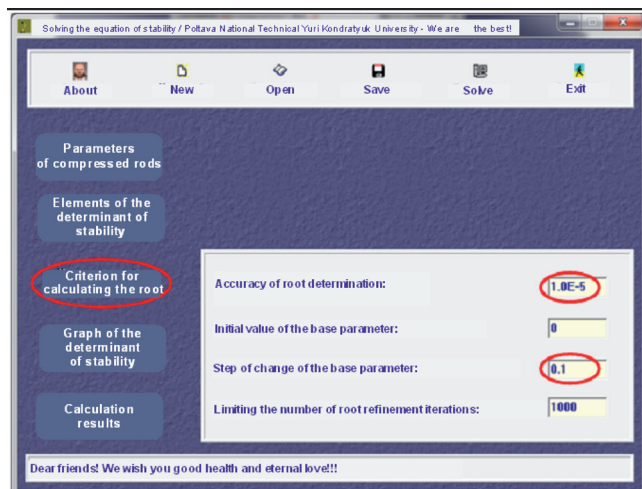 Solving the equation of stability / Poltava National Technical Yuri Kondratyuk University - We are the best!
About New Open Save Solve Exit
Parameters
of compressed rods
Elements of the
determinant of
stability
Criterion for
calculating the root
Graph of the
determinant
of stability
Calculation
results
Accuracy of root determination: 1.0E-5
Initial value of the base parameter: 0
Step of change of the base parameter: 0.1
Limiting the number of root refinement iterations: 1000
Dear friends! We wish you good health and eternal love!!!